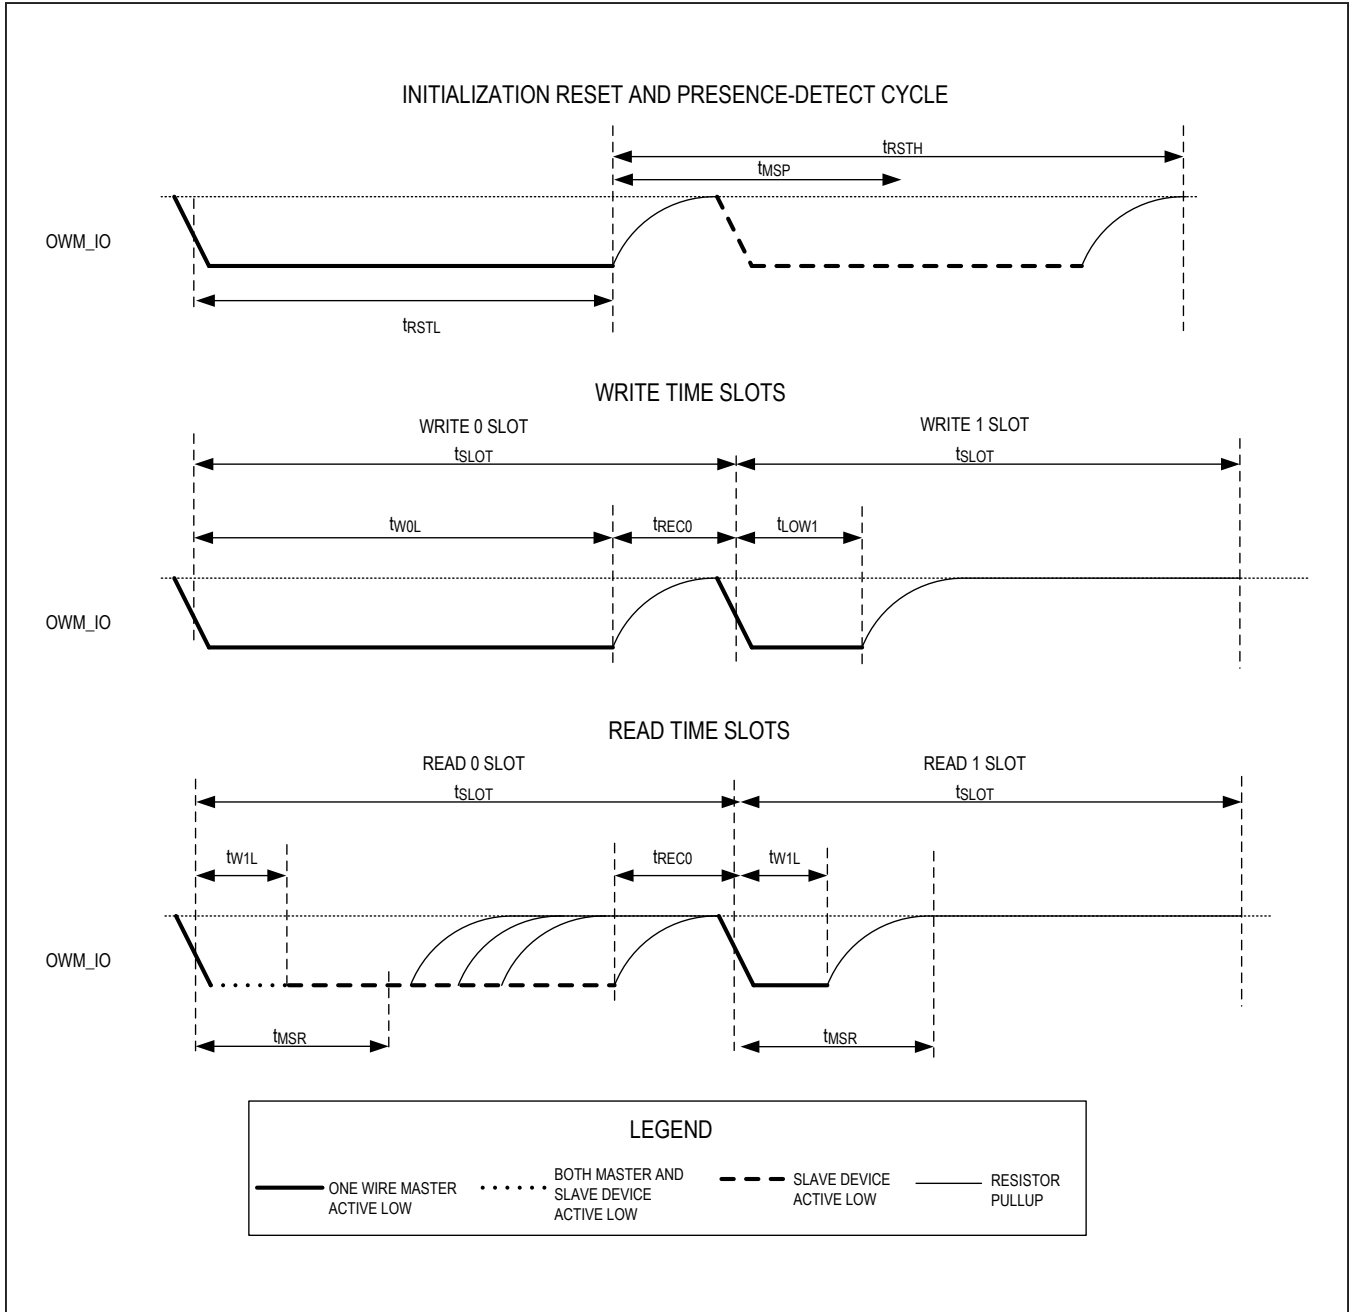 INITIALIZATION RESET AND PRESENCE-DETECT CYCLE
tRSTH
tMSP
OWM_IO
tRSTL
WRITE TIME SLOTS
WRITE 0 SLOT
WRITE 1 SLOT
tSLOT
tSLOT
tW0L
tREC0
tLOW1
OWM_IO
READ TIME SLOTS
READ 0 SLOT
READ 1 SLOT
tSLOT
tSLOT
tW1L
tREC0
tW1L
OWM_IO
tMSR
tMSR
LEGEND
ONE WIRE MASTER
ACTIVE LOW
BOTH MASTER AND
SLAVE DEVICE
ACTIVE LOW
SLAVE DEVICE
ACTIVE LOW
RESISTOR
PULLUP